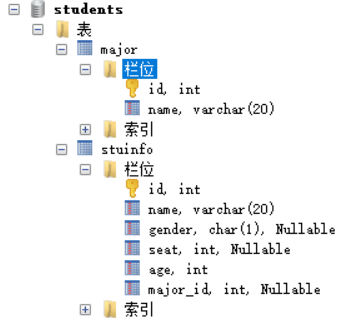 students
表
major
栏位
id, int
name, varchar(20)
索引
stuinfo
栏位
id, int
name, varchar(20)
gender, char(1), Nullable
seat, int, Nullable
age, int
major_id, int, Nullable
索引